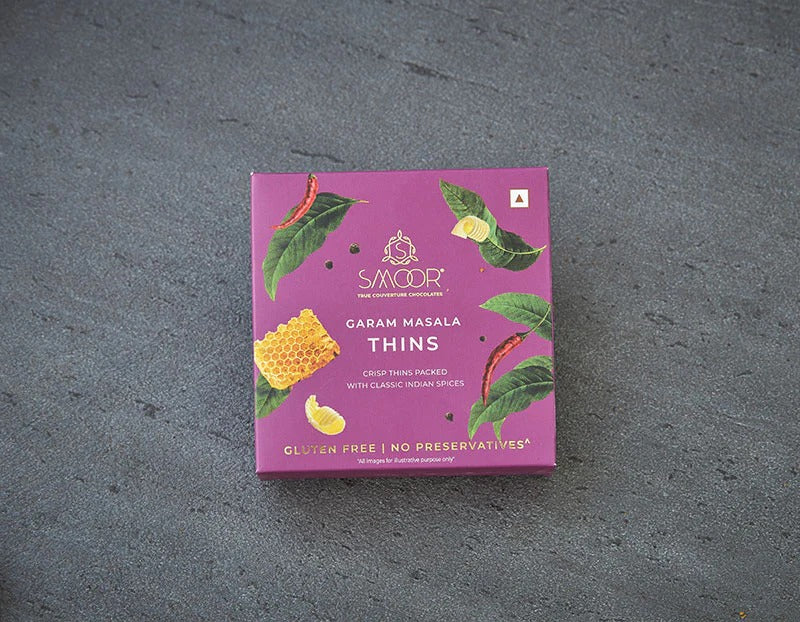 S
SMOOR®
TRUE COUVERTURE CHOCOLATES
GARAM MASALA
THINS
CRISP THINS PACKED
WITH CLASSIC INDIAN SPICES
GLUTEN FREE | NO PRESERVATIVES^
"All images for illustrative purpose only"